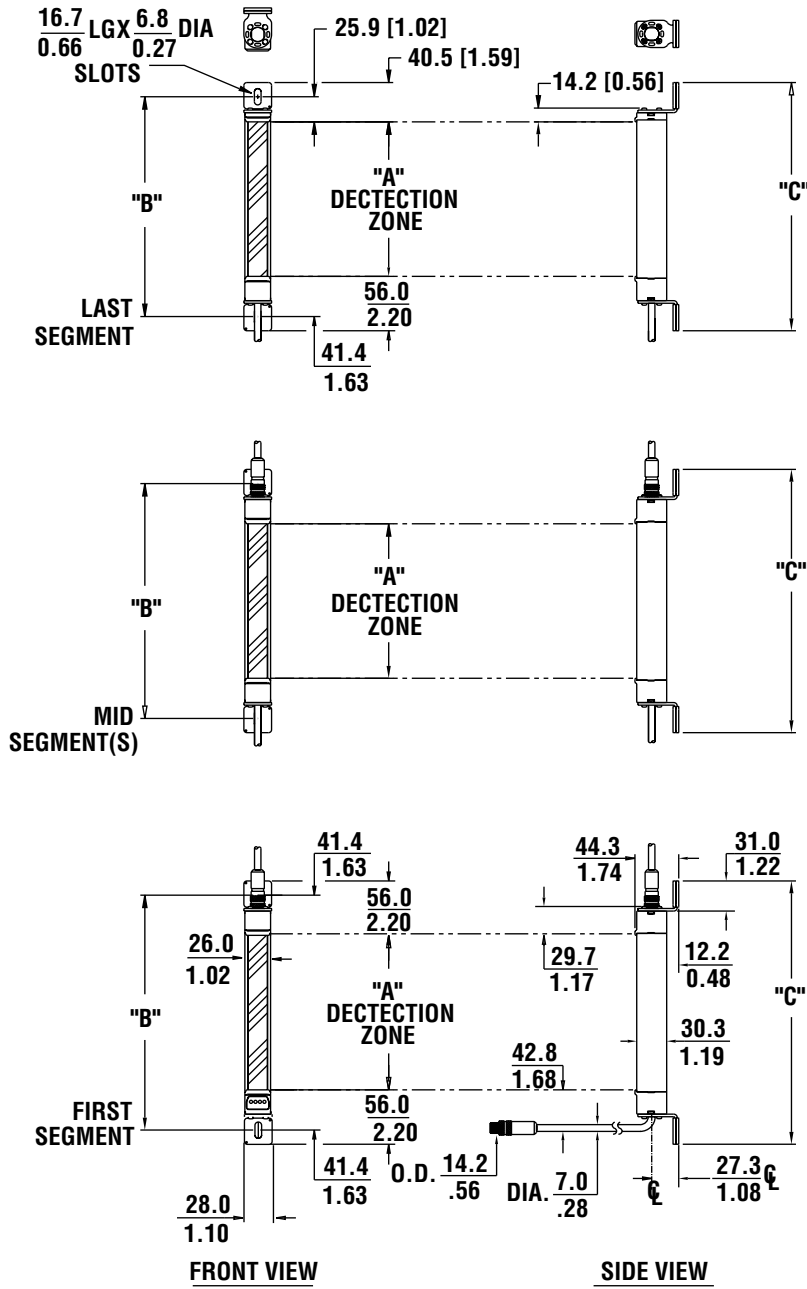 16.7 LGX 6.8 DIA
0.66 0.27
SLOTS
25.9 [1.02]
40.5 [1.59]
14.2 [0.56]
"B"
"A"
DECTECTION
ZONE
"C"
LAST
SEGMENT
56.0
2.20
41.4
1.63
"B"
"A"
DECTECTION
ZONE
"C"
MID
SEGMENT(S)
41.4
1.63
56.0
2.20
44.3
1.74
31.0
1.22
26.0
1.02
29.7
1.17
12.2
0.48
"B"
"A"
DECTECTION
ZONE
"C"
30.3
1.19
42.8
1.68
FIRST
SEGMENT
56.0
2.20
41.4
1.63
O.D. 14.2
.56
DIA. 7.0
.28
27.3 ℄
1.08
℄
28.0
1.10
FRONT VIEW
SIDE VIEW